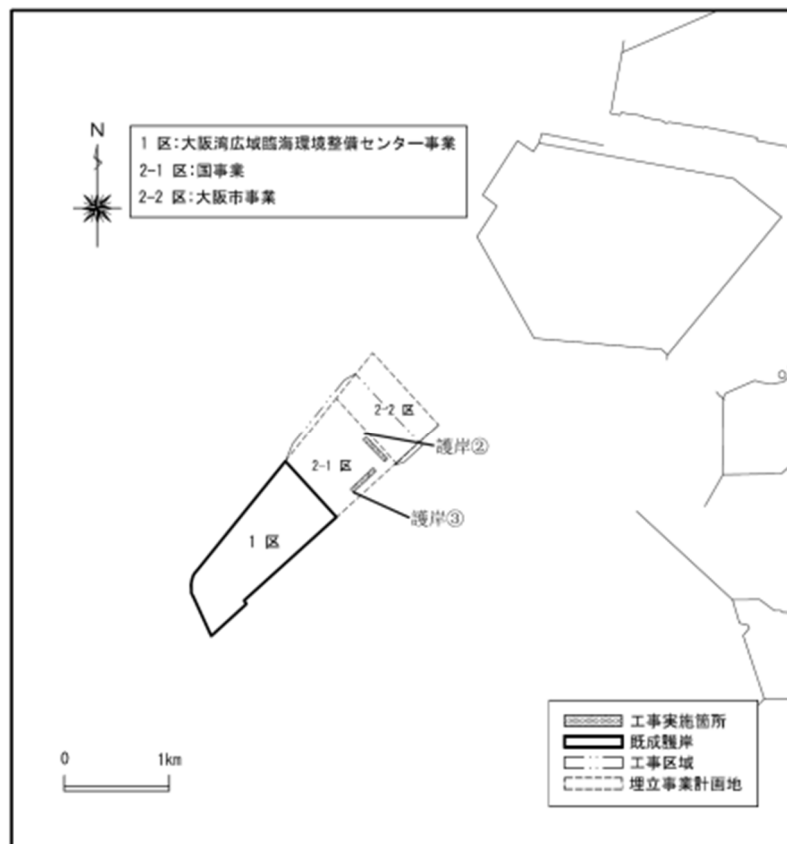 N
1 区:大阪湾広域臨海環境整備センター事業
2-1 区:国事業
2-2 区:大阪市事業
2-2 区
護岸②
2-1 区
護岸③
1 区
工事実施箇所
既成護岸
工事区域
埋立事業計画地
0 1km